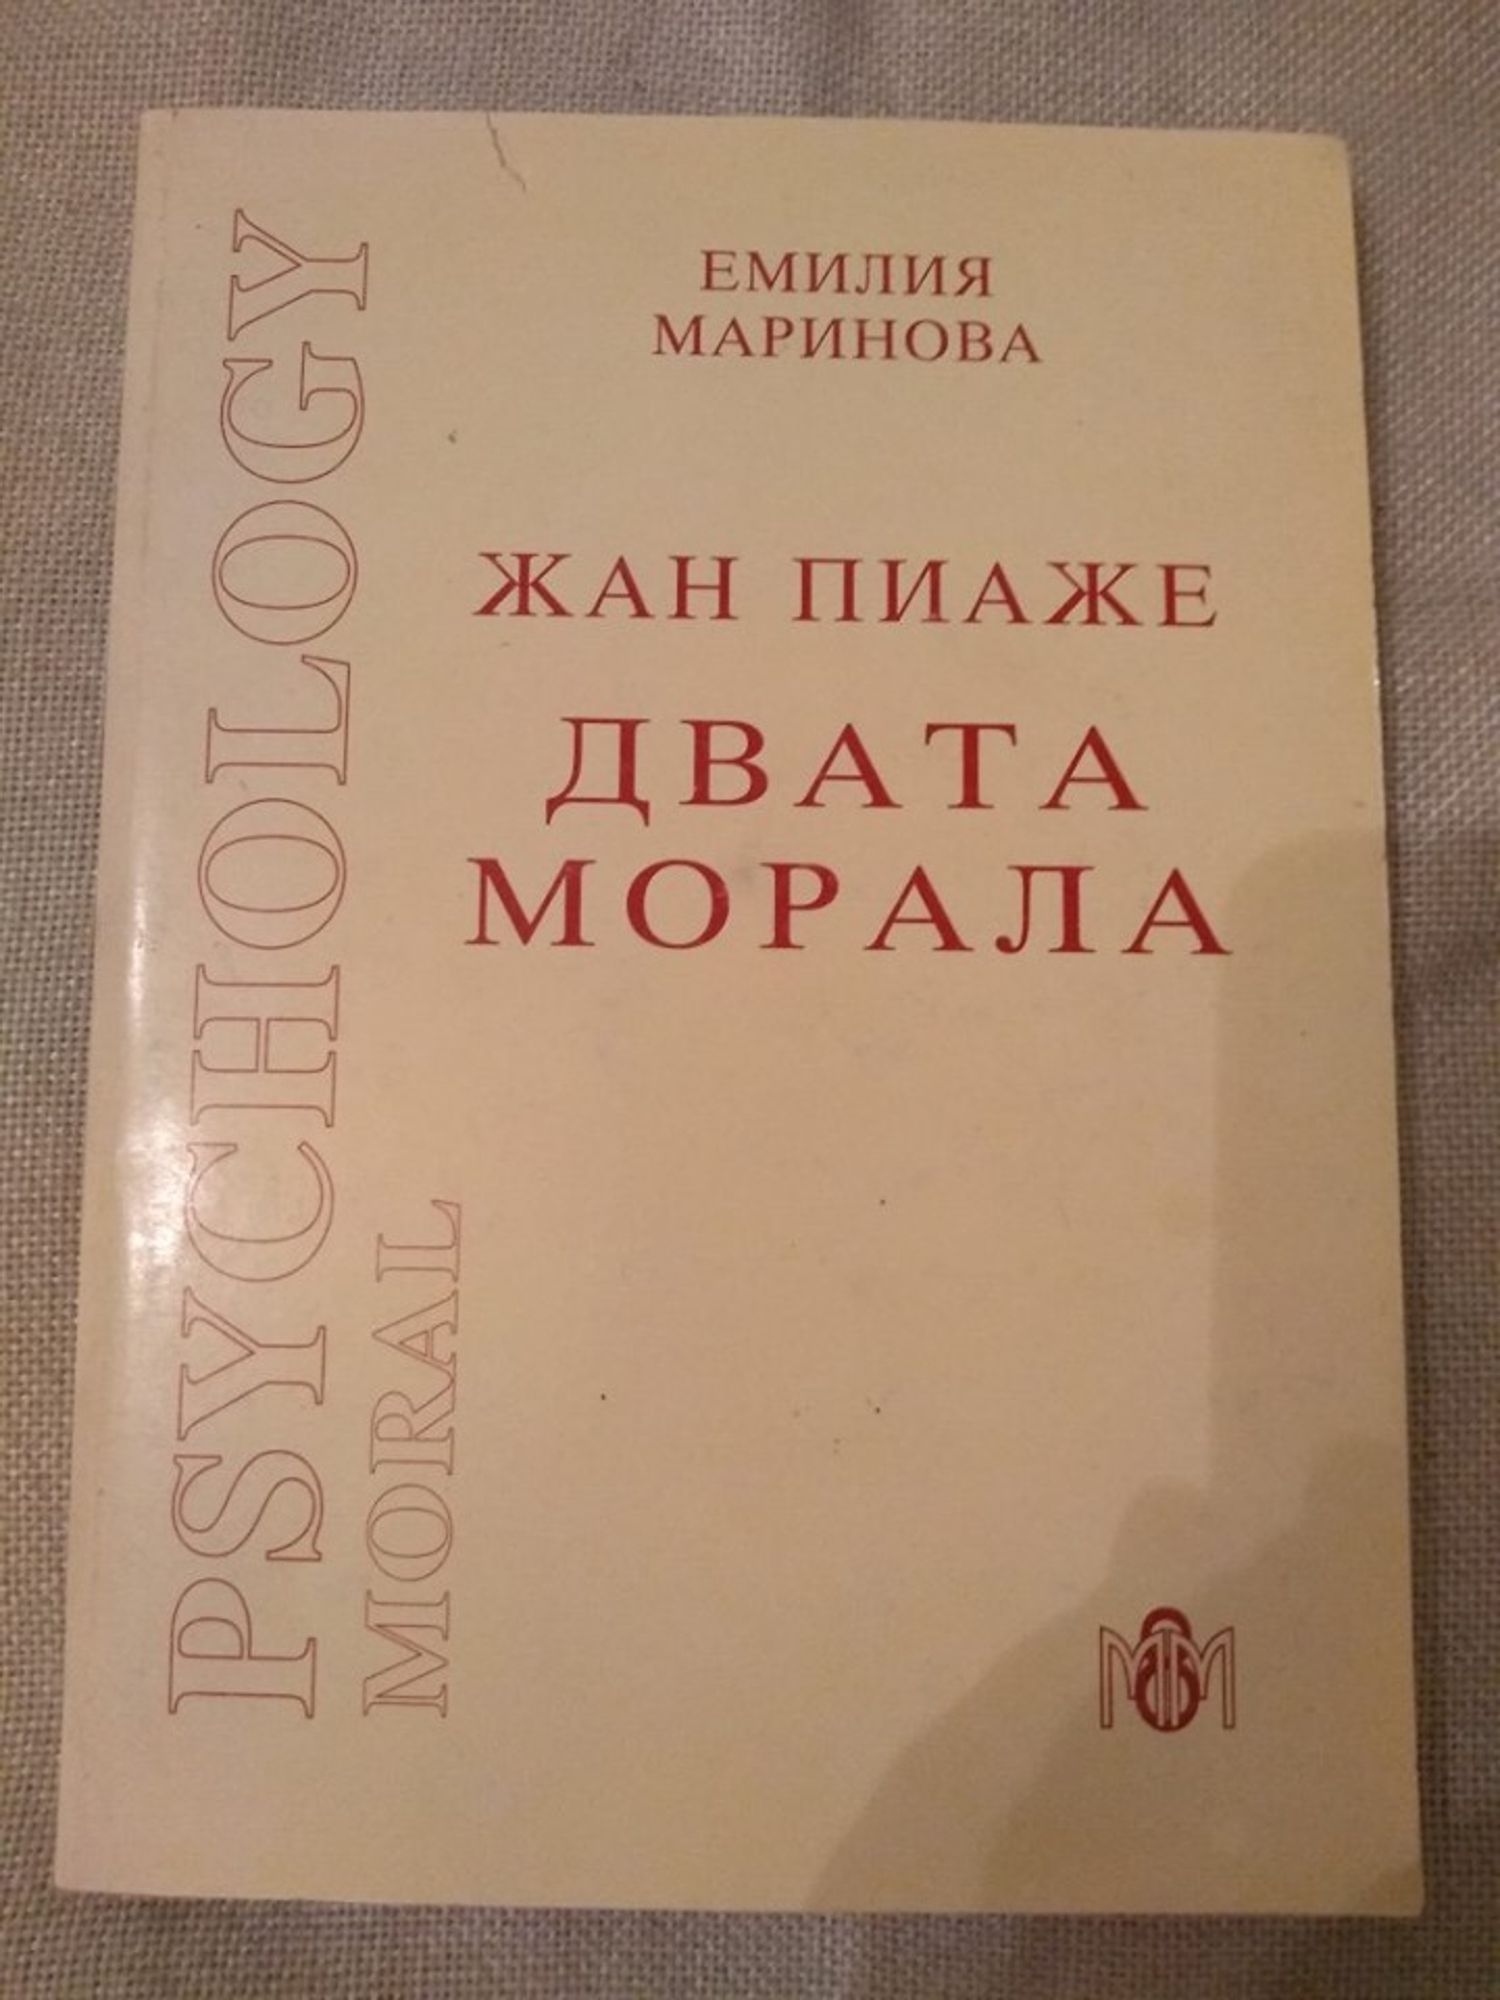 ЕМИЛИЯ
МАРИНОВА
ЖАН ПИАЖЕ
ДВАТА
МОРАЛА
PSYCHOLOGY
MORAL